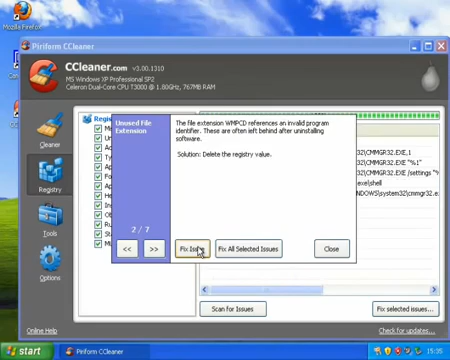 Mozilla Firefox
Piriform CCleaner
CCleaner.com v3.00.1310
MS Windows XP Professional SP2
Celeron Dual-Core CPU T3000 @ 1.80GHz, 767MB RAM
Cleaner
Registry
Tools
Options
Unused File
Extension
The file extension WMPCD references an invalid program
identifier. These are often left behind after uninstalling
software.
Solution: Delete the registry value.
2 / 7
<<
>>
Fix Issue
Fix All Selected Issues
Close
32\CMMGR32.EXE,1
32\CMMGR32.EXE "%1"
32\CMMGR32.EXE /settings "%
.exe\shell
NDOWS\system32\cmmgr32.e
Scan for Issues
Fix selected issues...
Online Help
Check for updates...
start
Piriform CCleaner
15:35